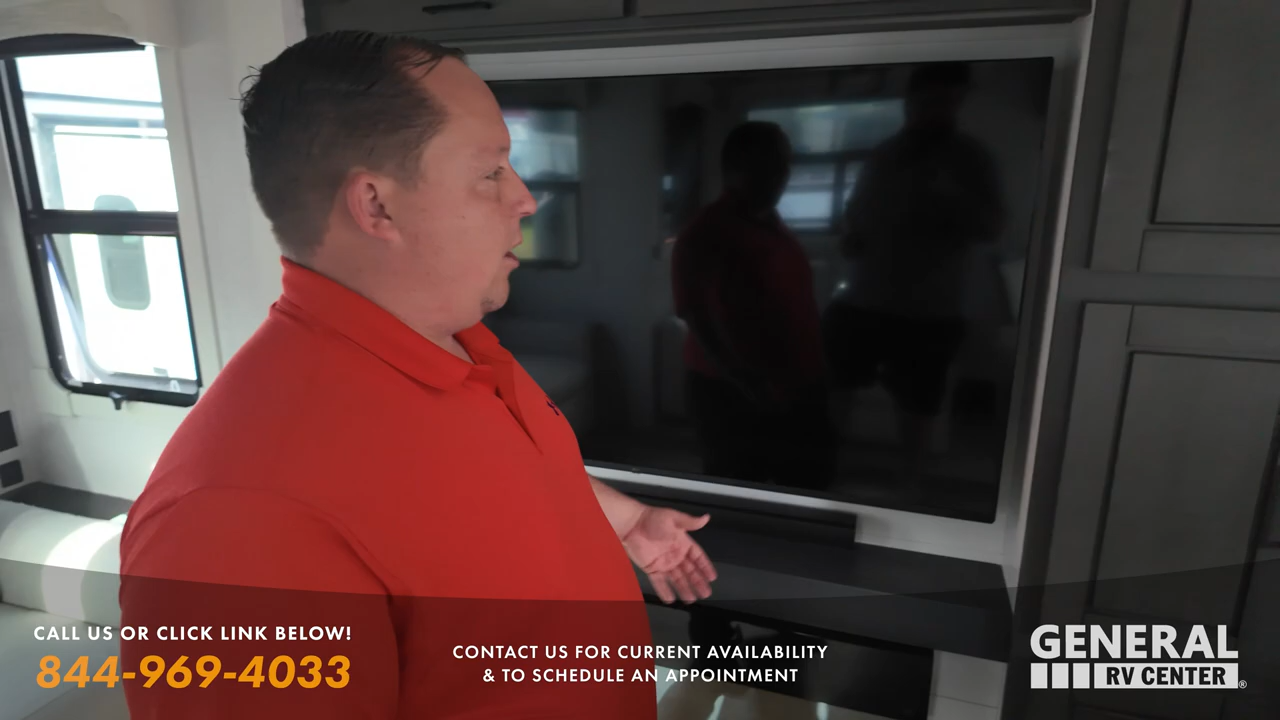 CALL US OR CLICK LINK BELOW!
844-969-4033
CONTACT US FOR CURRENT AVAILABILITY
& TO SCHEDULE AN APPOINTMENT
GENERAL
RV CENTER®